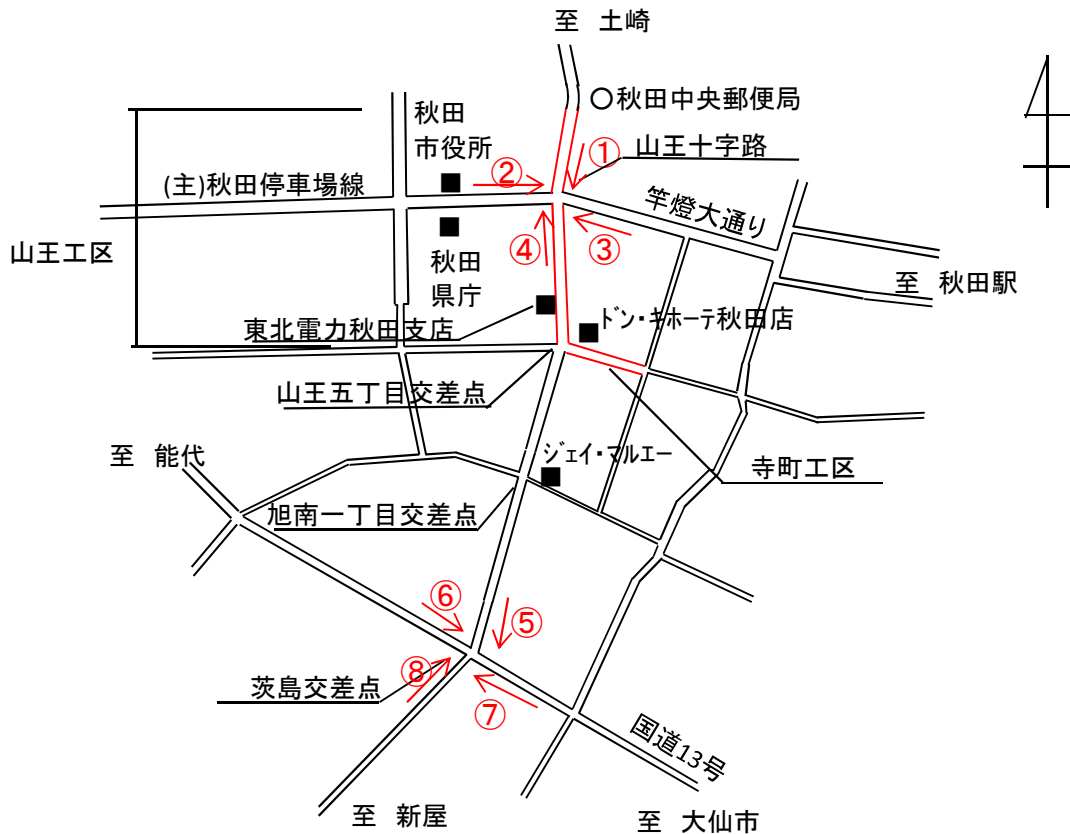 至 土崎
○秋田中央郵便局
秋田
市役所
①
山王十字路
②
(主)秋田停車場線
竿燈大通り
山王工区
④
③
秋田
県庁
至 秋田駅
東北電力秋田支店
ドン・キホーテ秋田店
山王五丁目交差点
至 能代
ジェイ・マルエー
寺町工区
旭南一丁目交差点
⑥
⑤
⑧
茨島交差点
⑦
国道13号
至 新屋
至 大仙市